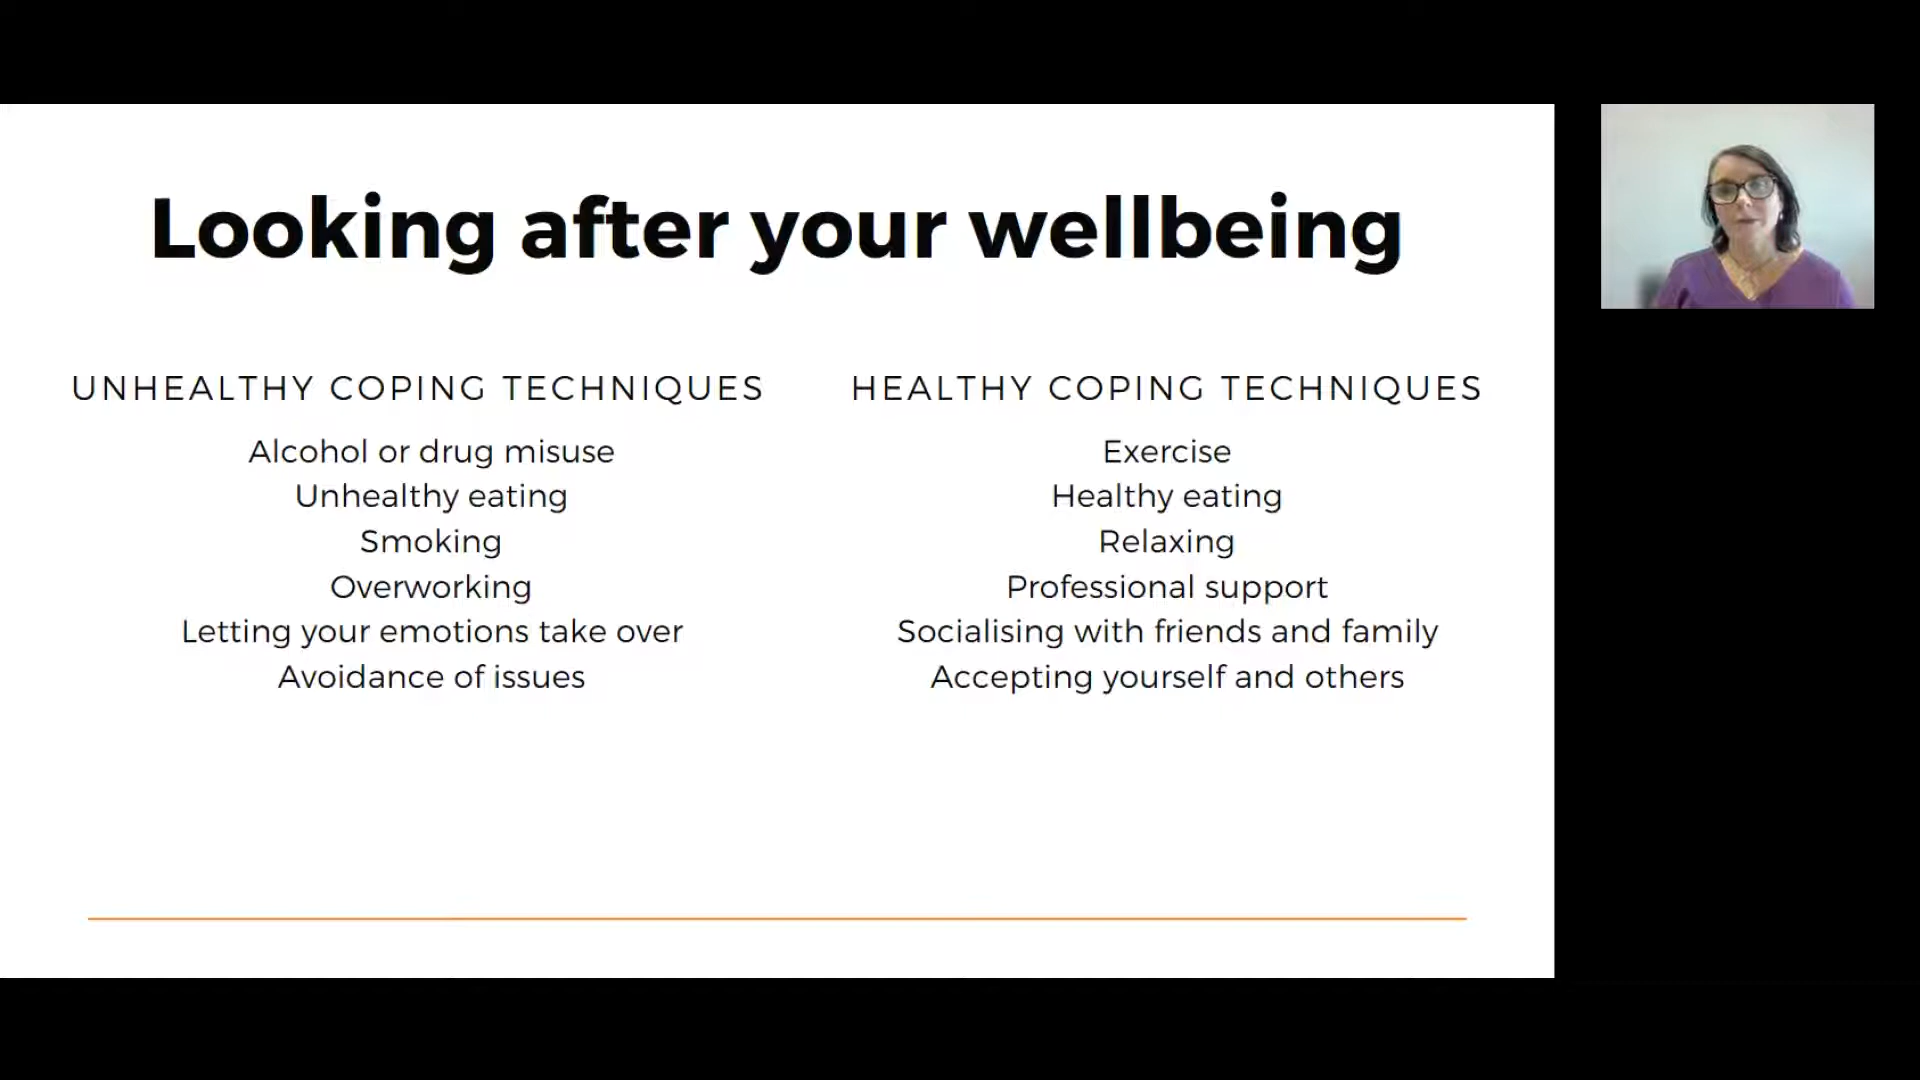 Looking after your wellbeing
UNHEALTHY COPING TECHNIQUES
Alcohol or drug misuse
Unhealthy eating
Smoking
Overworking
Letting your emotions take over
Avoidance of issues
HEALTHY COPING TECHNIQUES
Exercise
Healthy eating
Relaxing
Professional support
Socialising with friends and family
Accepting yourself and others